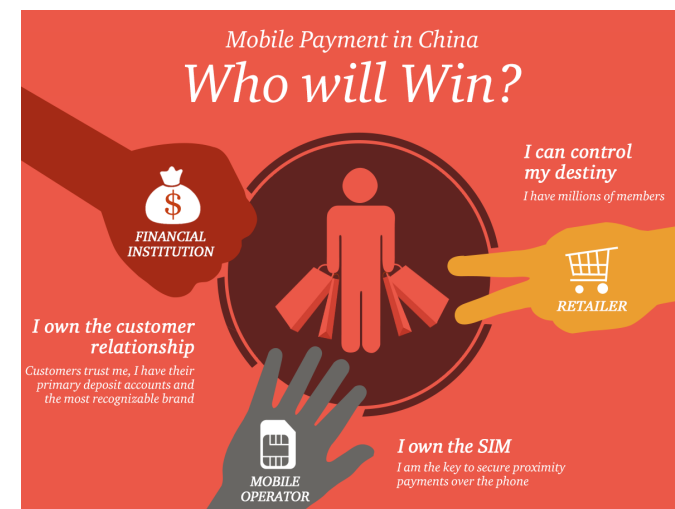 Mobile Payment in China
Who will Win?
I can control
my destiny
I have millions of members
FINANCIAL
INSTITUTION
RETAILER
I own the customer
relationship
Customers trust me, I have their
primary deposit accounts and
the most recognizable brand
I own the SIM
I am the key to secure proximity
payments over the phone
MOBILE
OPERATOR